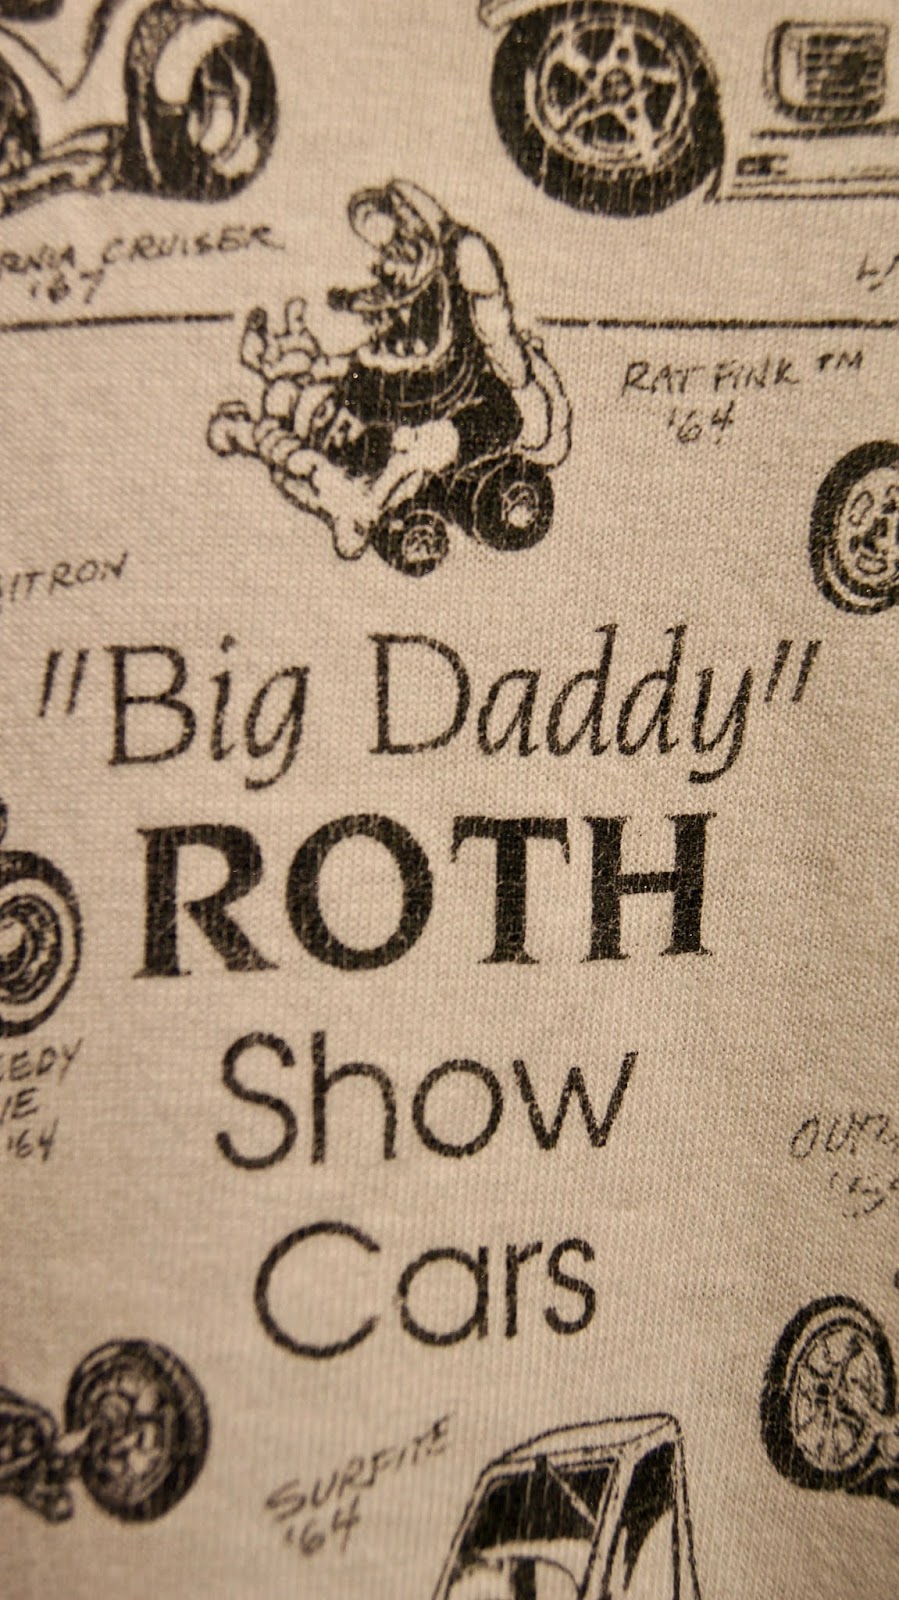 CRUISER
'67
RAT FINK ™
'64
"Big Daddy"
ROTH
Show
Cars
'64
SURFITE
'64